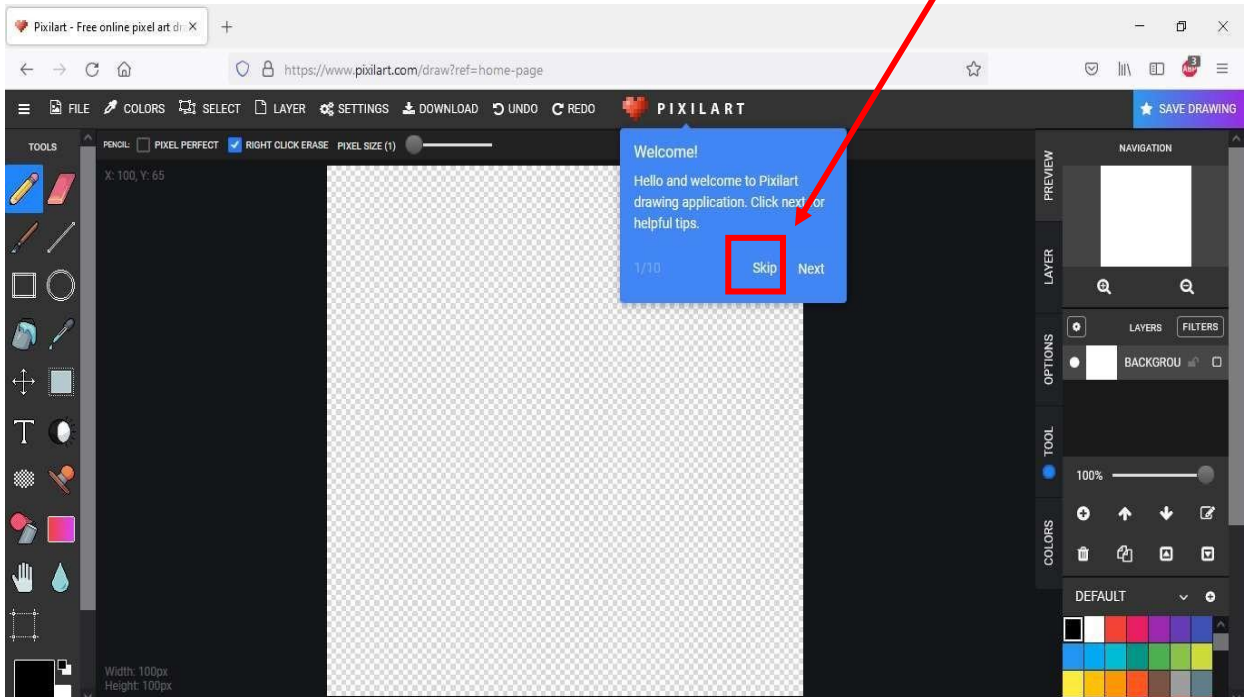 Pixilart - Free online pixel art dr
https://www.pixilart.com/draw?ref=home-page
3
FILE COLORS SELECT LAYER SETTINGS DOWNLOAD UNDO REDO PIXILART SAVE DRAWING
TOOLS PENCIL: PIXEL PERFECT RIGHT CLICK ERASE PIXEL SIZE (1)
X: 100, Y: 65
Welcome!
Hello and welcome to Pixilart
drawing application. Click next for
helpful tips.
1/10 Skip Next
PREVIEW
LAYER
OPTIONS
TOOL
COLORS
NAVIGATION
LAYERS FILTERS
BACKGROU
100%
DEFAULT
T
Width: 100px
Height: 100px